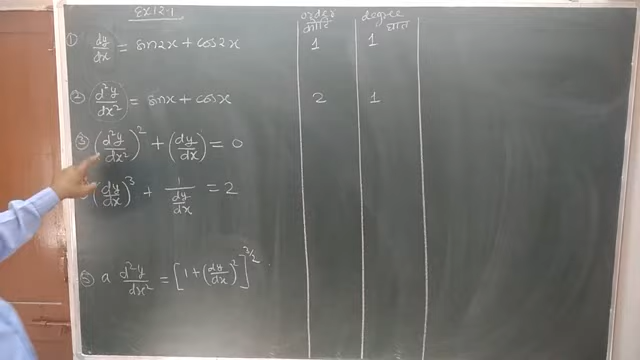 Ex 12.1
order degree
कोटि घात
① dy/dx = sin2x + cos2x 1 1
② d²y/dx² = sinx + cosx 2 1
③ (d²y/dx²)² + (dy/dx) = 0
(dy/dx)³ + 1/(dy/dx) = 2
⑤ a d²y/dx² = [1 + (dy/dx)²]^3/2